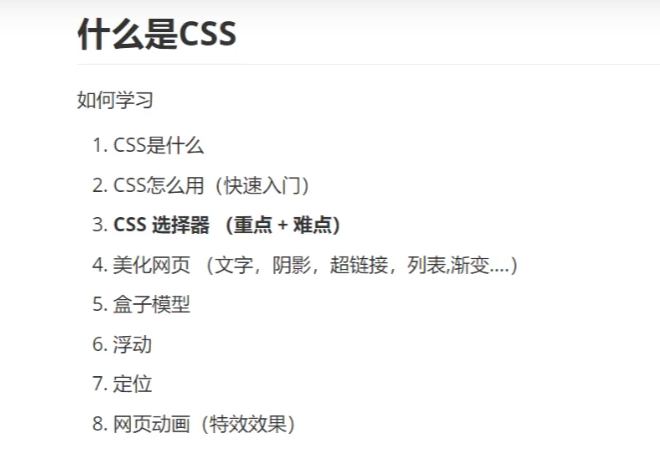 什么是CSS
如何学习
1. CSS是什么
2. CSS怎么用（快速入门）
3. CSS 选择器 （重点 + 难点）
4. 美化网页 （文字，阴影，超链接，列表,渐变....）
5. 盒子模型
6. 浮动
7. 定位
8. 网页动画（特效效果）